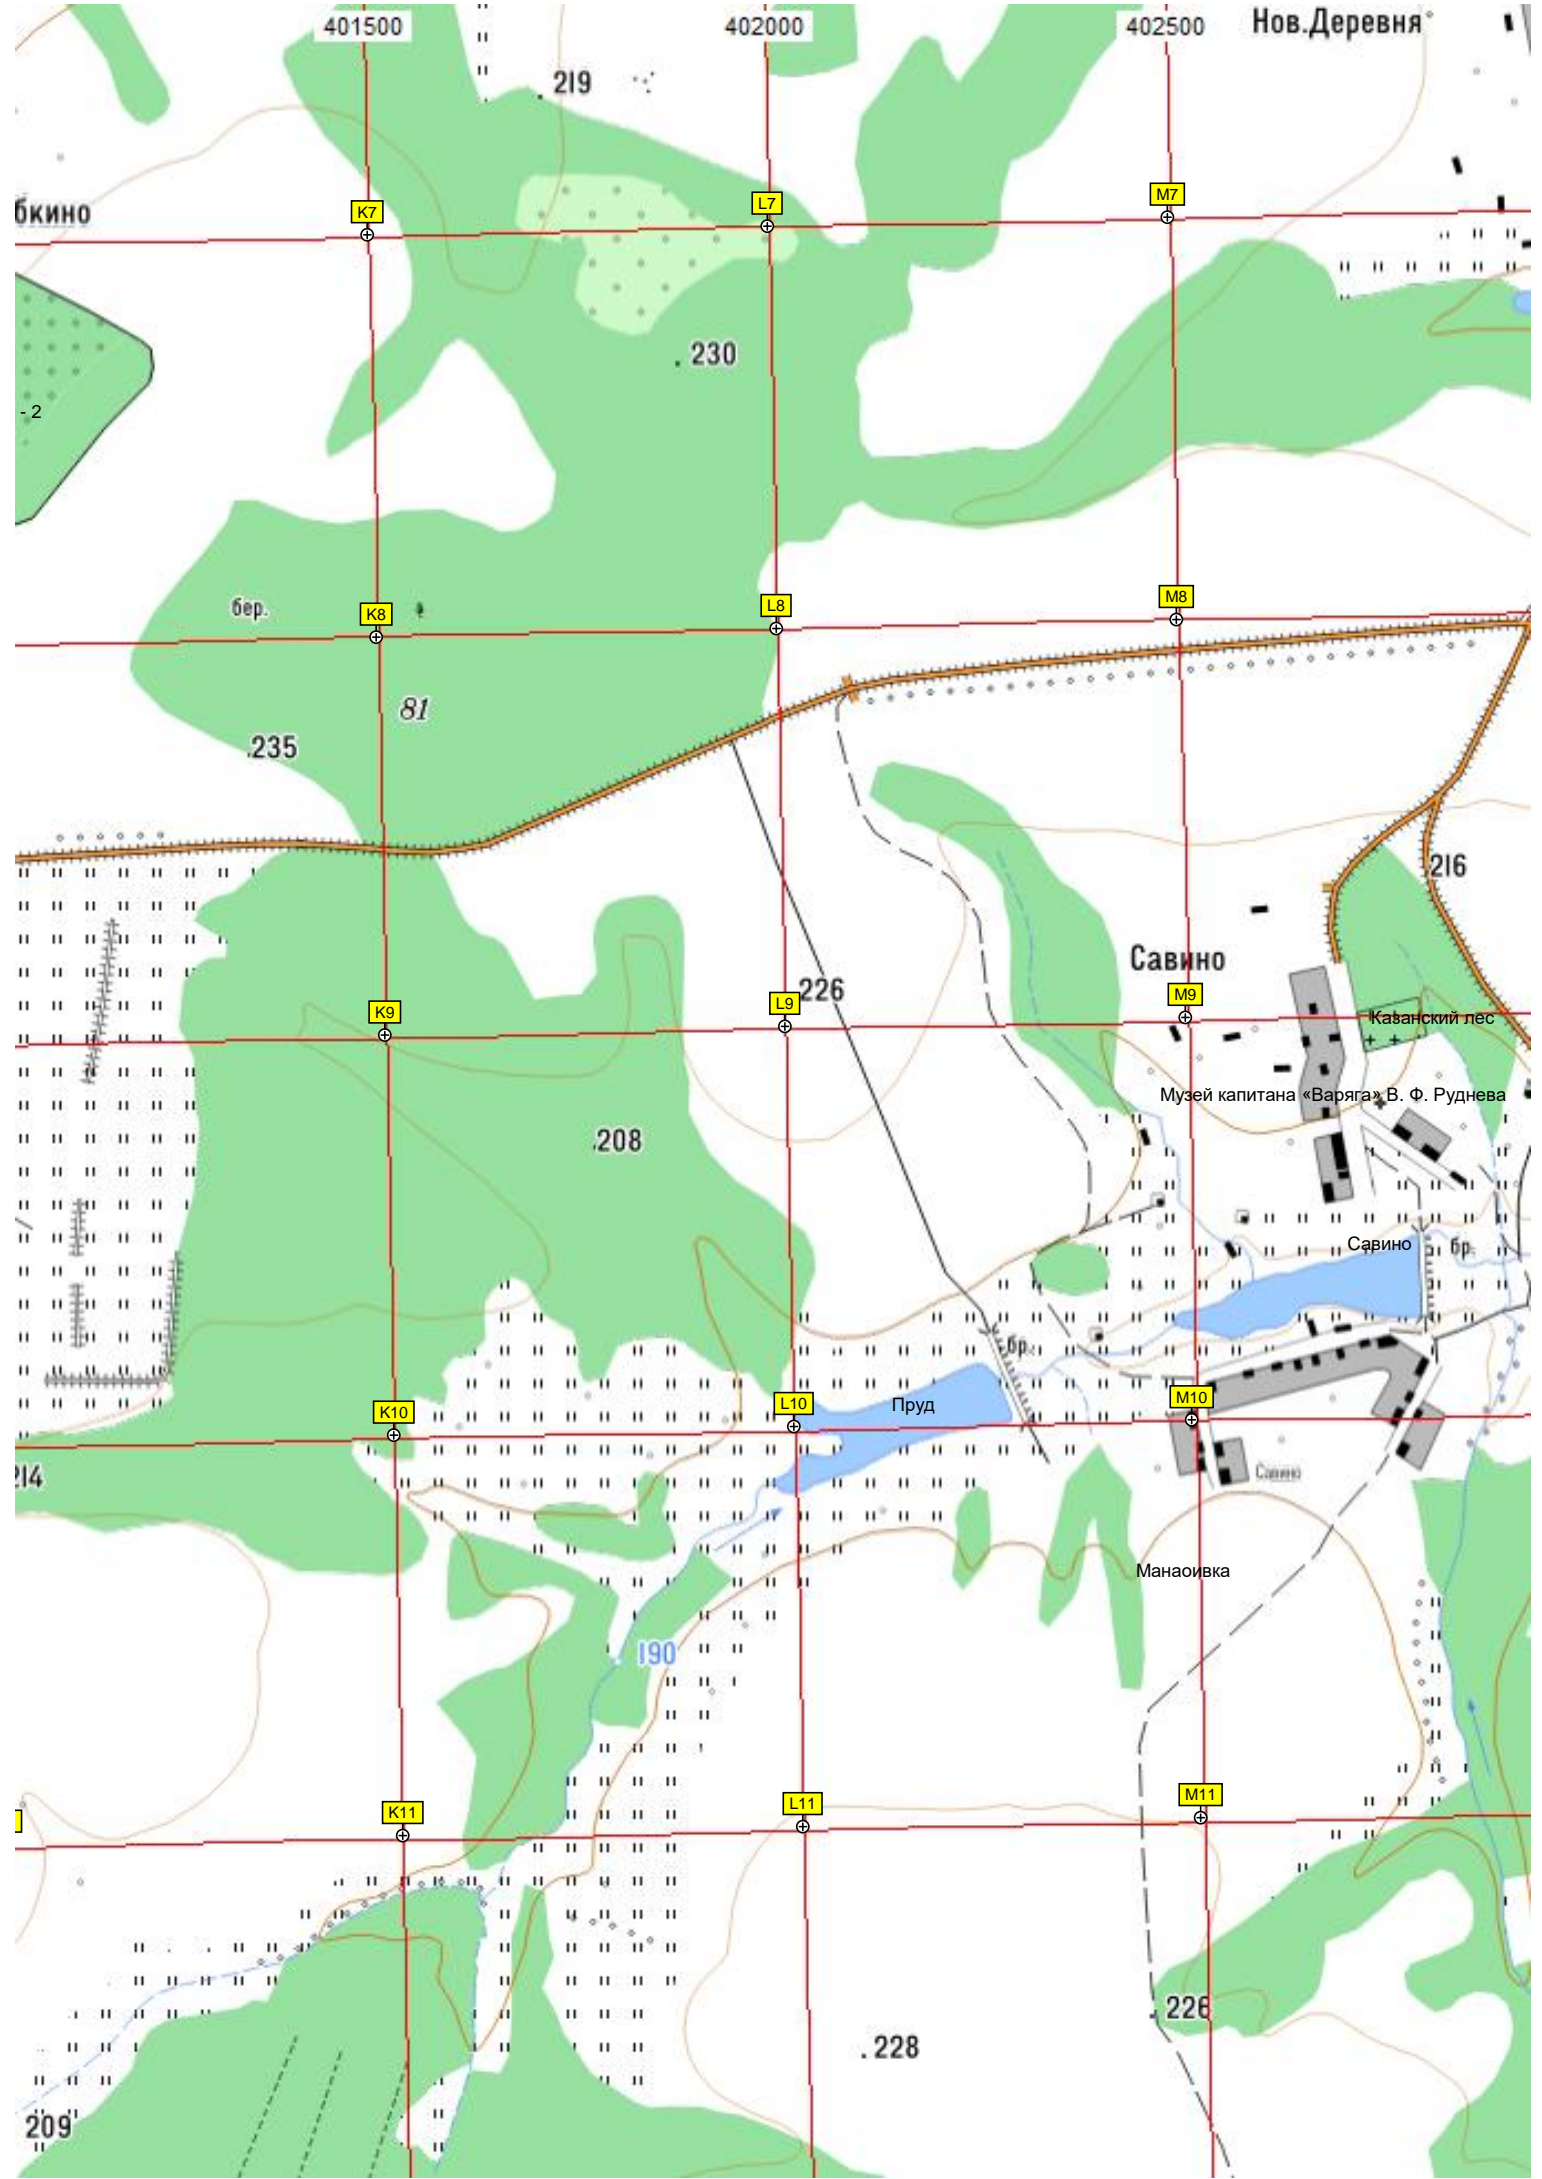 401500
402000
402500
Нов.Деревня
219
K7
L7
M7
бкино
230
- 2
бер.
K8
L8
M8
81
235
216
Савино
226
K9
L9
M9
Казанский лес
Музей капитана «Варяга» В. Ф. Руднева
208
Савино
бр.
бр.
Пруд
K10
L10
M10
214
Савино
Манаоивка
190
K11
L11
M11
226
228
209